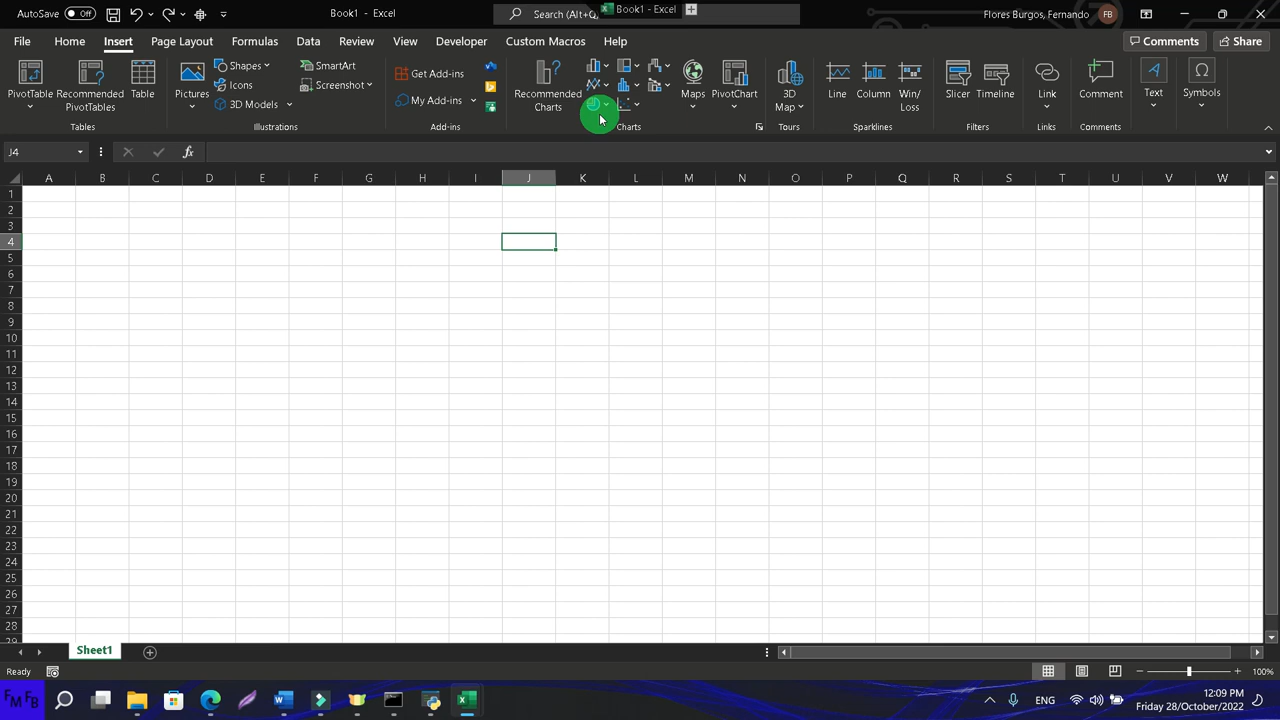 AutoSave Off
Book1 - Excel
Search (Alt+Q)
Book1 - Excel
Flores Burgos, Fernando FB
File Home Insert Page Layout Formulas Data Review View Developer Custom Macros Help
Comments Share
PivotTable Recommended PivotTables Table
Tables
Pictures Shapes Icons 3D Models SmartArt Screenshot
Illustrations
Get Add-ins My Add-ins
Add-ins
Recommended Charts Maps PivotChart
Charts
3D Map
Tours
Line Column Win/Loss
Sparklines
Slicer Timeline
Filters
Link
Links
Comment
Comments
Text
Symbols
J4
fx
A B C D E F G H I J K L M N O P Q R S T U V W
1
2
3
4
5
6
7
8
9
10
11
12
13
14
15
16
17
18
19
20
21
22
23
24
25
26
27
28
29
Sheet1
Ready
100%
FM FB
ENG
12:09 PM
Friday 28/October/2022